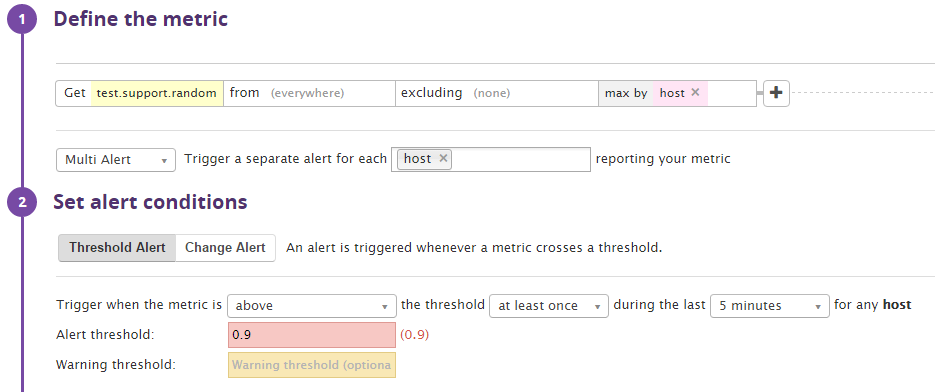 1 Define the metric
Get test.support.random from (everywhere) excluding (none) max by host ×
Multi Alert Trigger a separate alert for each host × reporting your metric
2 Set alert conditions
Threshold Alert Change Alert An alert is triggered whenever a metric crosses a threshold.
Trigger when the metric is above the threshold at least once during the last 5 minutes for any host
Alert threshold: 0.9 (0.9)
Warning threshold: Warning threshold (optiona